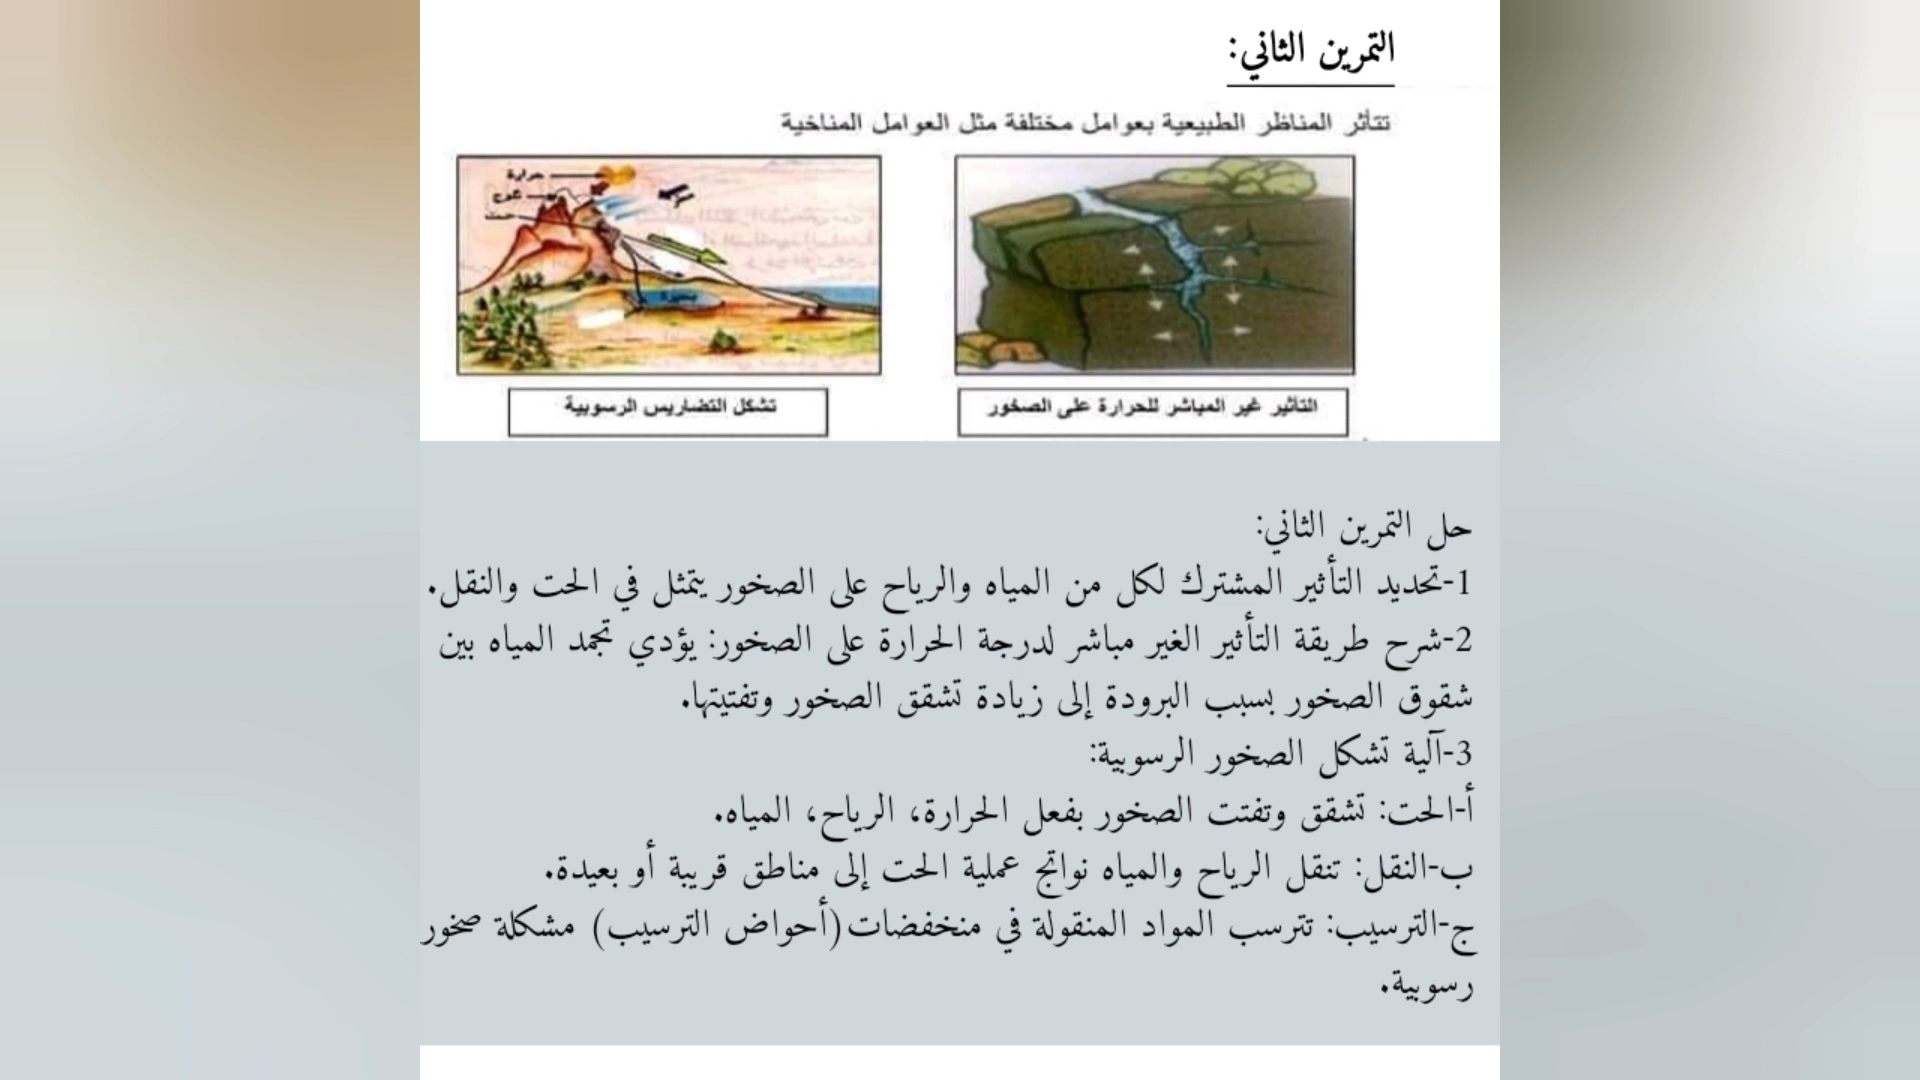 التمرين الثاني:
تتأثر المناظر الطبيعية بعوامل مختلفة مثل العوامل المناخية
حرارة
ثلوج
حت
بحيرة
التأثير غير المباشر للحرارة على الصخور
تشكل التضاريس الرسوبية
حل التمرين الثاني:
1-تحديد التأثير المشترك لكل من المياه والرياح على الصخور يتمثل في الحت والنقل.
2-شرح طريقة التأثير الغير مباشر لدرجة الحرارة على الصخور: يؤدي تجمد المياه بين
شقوق الصخور بسبب البرودة إلى زيادة تشقق الصخور وتفتيتها.
3-آلية تشكل الصخور الرسوبية:
أ-الحت: تشقق وتفتت الصخور بفعل الحرارة، الرياح، المياه.
ب-النقل: تنقل الرياح والمياه نواتج عملية الحت إلى مناطق قريبة أو بعيدة.
ج-الترسيب: تترسب المواد المنقولة في منخفضات(أحواض الترسيب) مشكلة صخور
رسوبية.